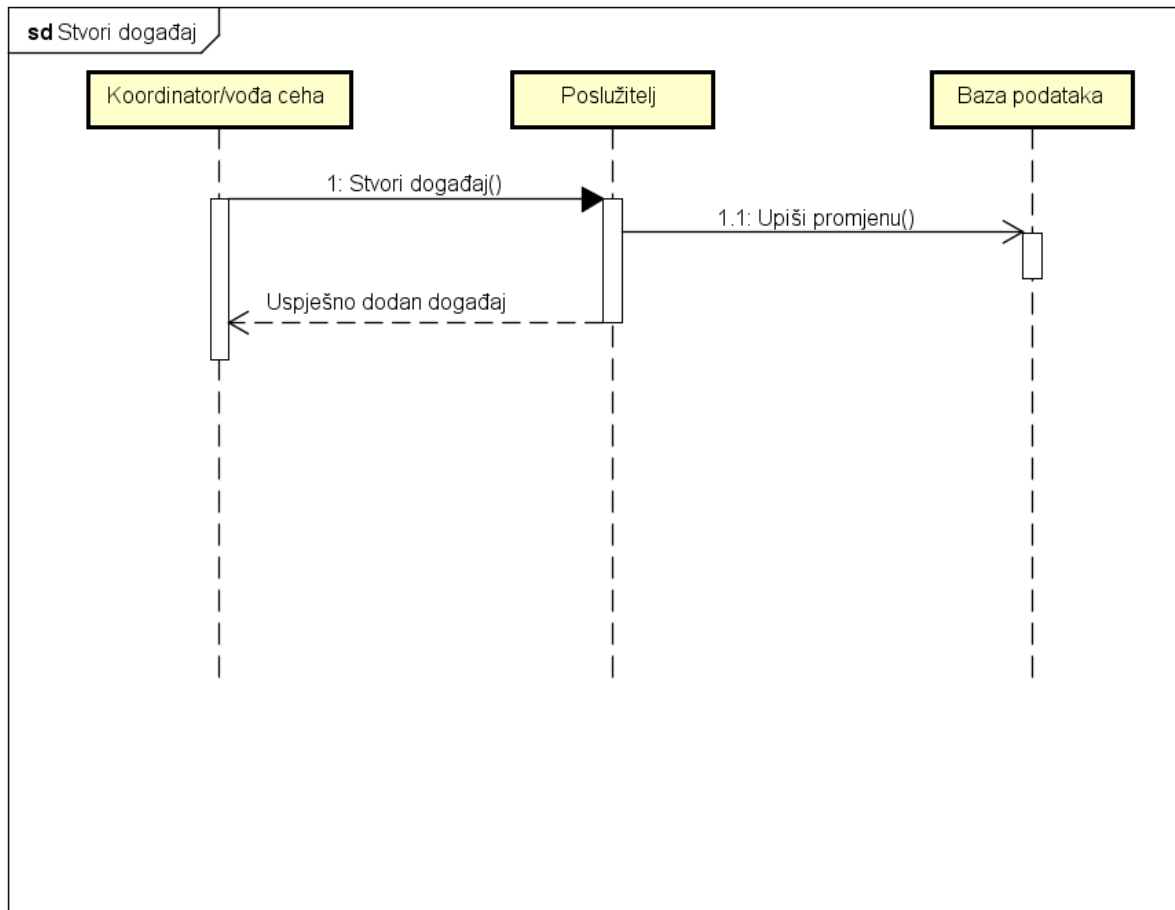 sd Stvori događaj
Koordinator/vođa ceha
Poslužitelj
Baza podataka
1: Stvori događaj()
1.1: Upiši promjenu()
Uspješno dodan događaj